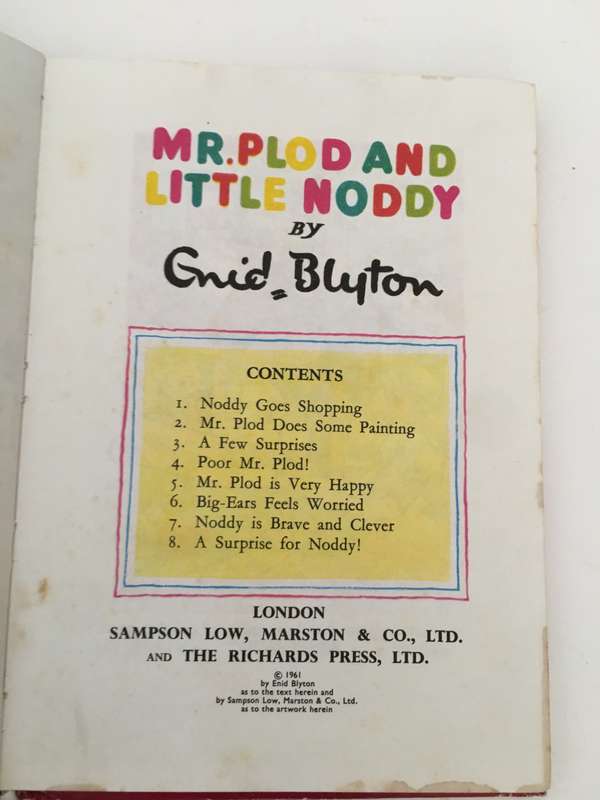 MR. PLOD AND
LITTLE NODDY
BY
Enid Blyton
CONTENTS
1. Noddy Goes Shopping
2. Mr. Plod Does Some Painting
3. A Few Surprises
4. Poor Mr. Plod!
5. Mr. Plod is Very Happy
6. Big-Ears Feels Worried
7. Noddy is Brave and Clever
8. A Surprise for Noddy!
LONDON
SAMPSON LOW, MARSTON & CO., LTD.
AND THE RICHARDS PRESS, LTD.
© 1961
by Enid Blyton
as to the text herein and
by Sampson Low, Marston & Co., Ltd.
as to the artwork herein